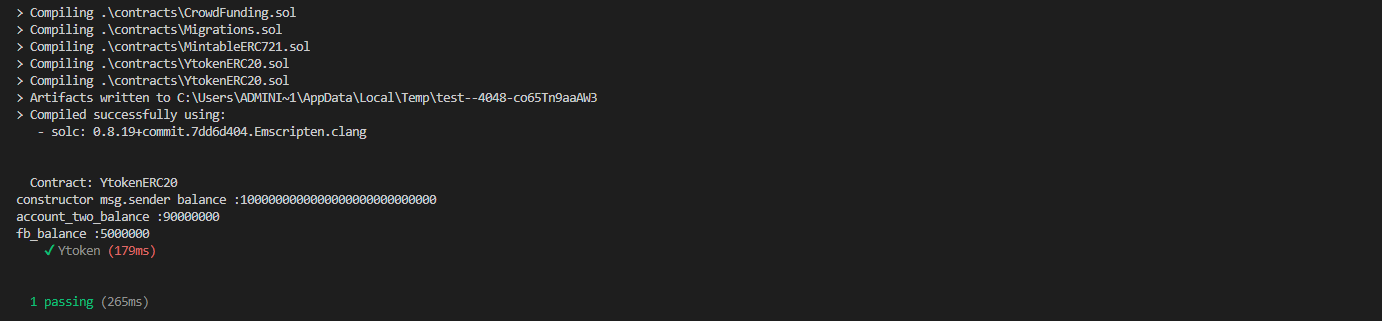 > Compiling .\contracts\CrowdFunding.sol
> Compiling .\contracts\Migrations.sol
> Compiling .\contracts\MintableERC721.sol
> Compiling .\contracts\YtokenERC20.sol
> Compiling .\contracts\YtokenERC20.sol
> Artifacts written to C:\Users\ADMINI~1\AppData\Local\Temp\test--4048-co65Tn9aaAW3
> Compiled successfully using:
- solc: 0.8.19+commit.7dd6d404.Emscripten.clang
Contract: YtokenERC20
constructor msg.sender balance :100000000000000000000000000
account_two_balance :90000000
fb_balance :5000000
✓ Ytoken (179ms)
1 passing (265ms)